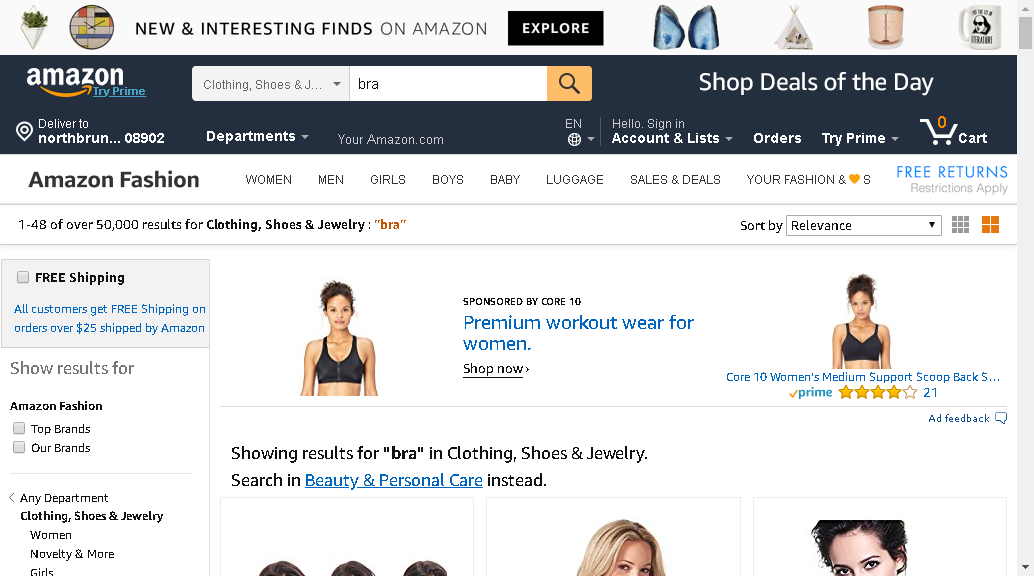 NEW & INTERESTING FINDS ON AMAZON EXPLORE
amazon
Try Prime
Clothing, Shoes & J... bra
Shop Deals of the Day
Deliver to
northbrun... 08902
Departments
Your Amazon.com
EN
Hello. Sign in
Account & Lists
Orders
Try Prime
0
Cart
Amazon Fashion
WOMEN MEN GIRLS BOYS BABY LUGGAGE SALES & DEALS YOUR FASHION & S
FREE RETURNS
Restrictions Apply
1-48 of over 50,000 results for Clothing, Shoes & Jewelry : "bra"
Sort by Relevance
FREE Shipping
All customers get FREE Shipping on
orders over $25 shipped by Amazon
Show results for
Amazon Fashion
Top Brands
Our Brands
Any Department
Clothing, Shoes & Jewelry
Women
Novelty & More
Girls
SPONSORED BY CORE 10
Premium workout wear for
women.
Shop now ›
Core 10 Women's Medium Support Scoop Back S...
prime 21
Ad feedback
Showing results for "bra" in Clothing, Shoes & Jewelry.
Search in Beauty & Personal Care instead.